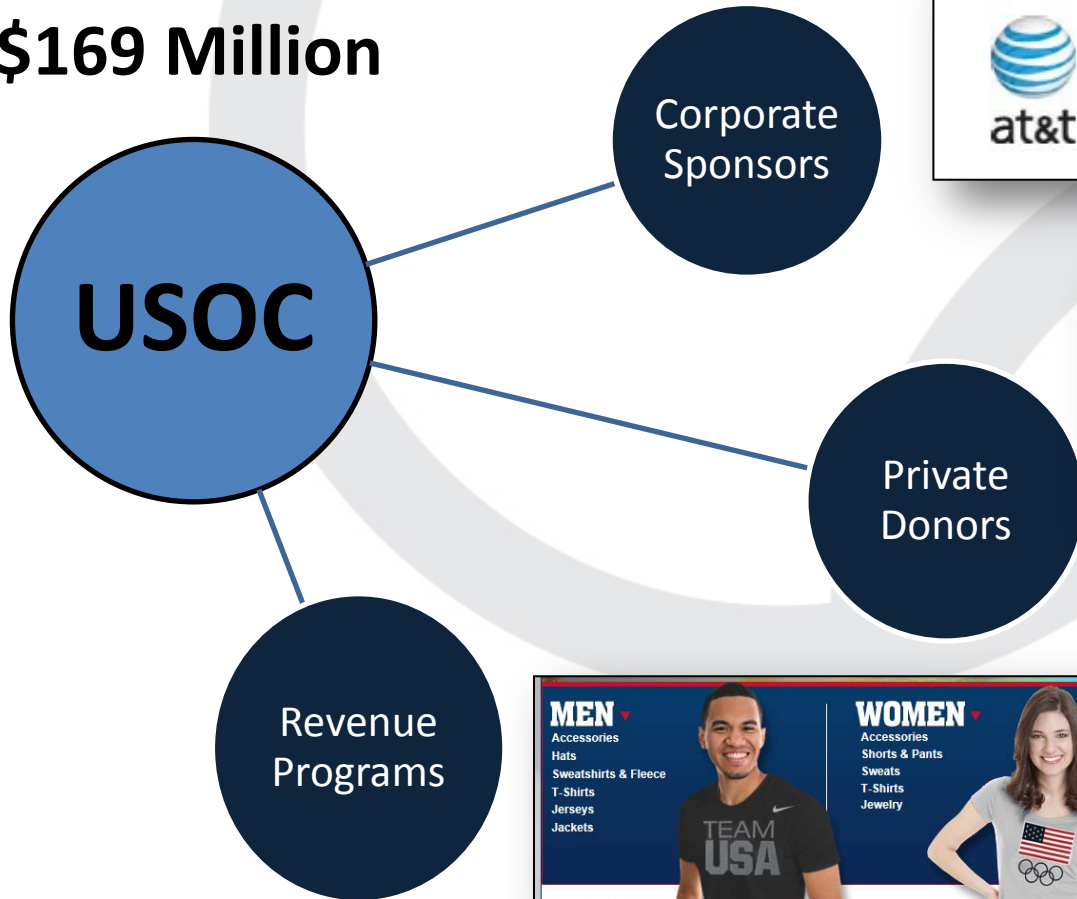 $169 Million
Corporate
Sponsors
at&t
USOC
Private
Donors
Revenue
Programs
MEN
Accessories
Hats
Sweatshirts & Fleece
T-Shirts
Jerseys
Jackets
TEAM
USA
WOMEN
Accessories
Shorts & Pants
Sweats
T-Shirts
Jewelry